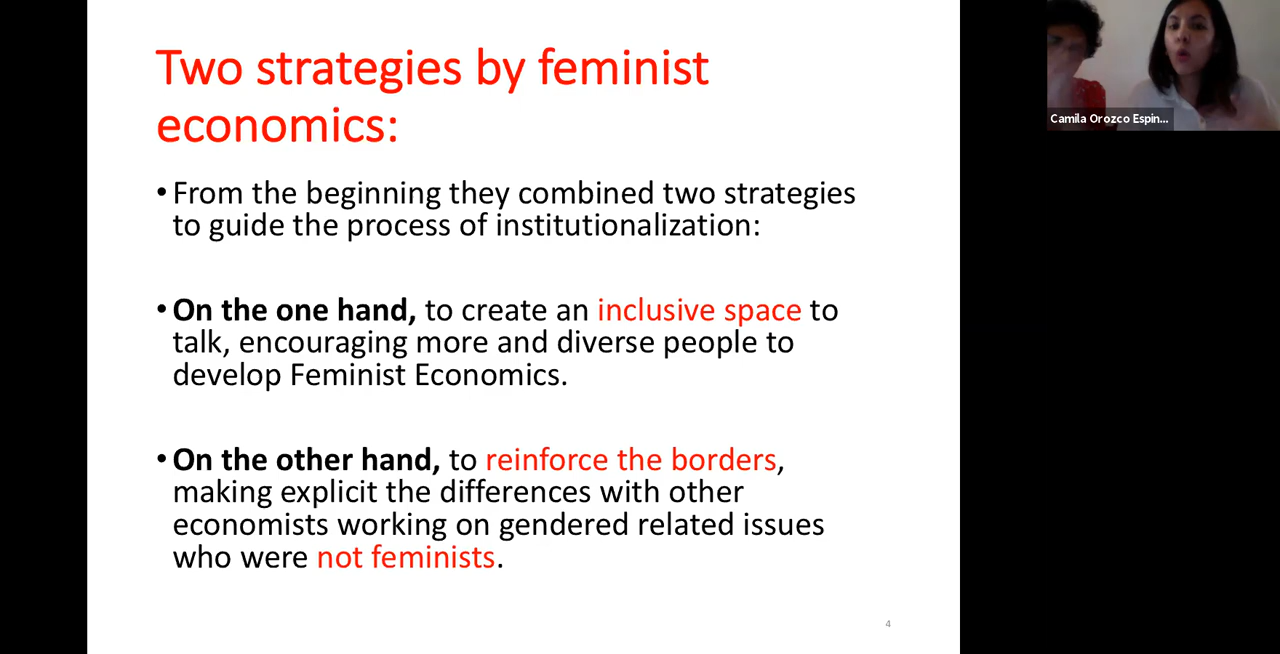 Two strategies by feminist
economics:
• From the beginning they combined two strategies
to guide the process of institutionalization:
• On the one hand, to create an inclusive space to
talk, encouraging more and diverse people to
develop Feminist Economics.
• On the other hand, to reinforce the borders,
making explicit the differences with other
economists working on gendered related issues
who were not feminists.
4
Camila Orozco Espin...